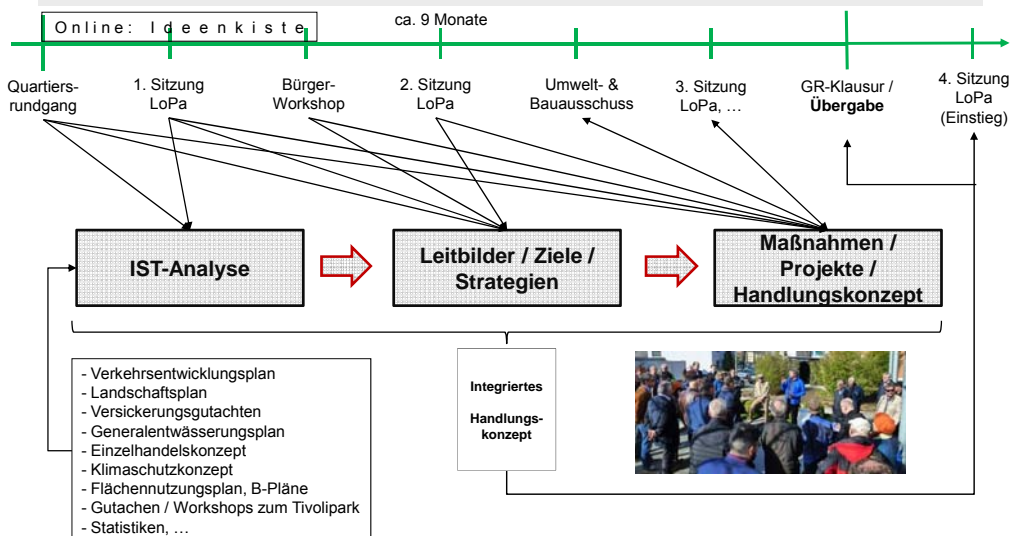 Online: Ideenkiste
ca. 9 Monate
Quartiers-
rundgang
1. Sitzung
LoPa
Bürger-
Workshop
2. Sitzung
LoPa
Umwelt- &
Bauausschuss
3. Sitzung
LoPa, …
GR-Klausur /
Übergabe
4. Sitzung
LoPa
(Einstieg)
IST-Analyse
Leitbilder / Ziele /
Strategien
Maßnahmen /
Projekte /
Handlungskonzept
- Verkehrsentwicklungsplan
- Landschaftsplan
- Versickerungsgutachten
- Generalentwässerungsplan
- Einzelhandelskonzept
- Klimaschutzkonzept
- Flächennutzungsplan, B-Pläne
- Gutachen / Workshops zum Tivolipark
- Statistiken, …
Integriertes
Handlungs-
konzept